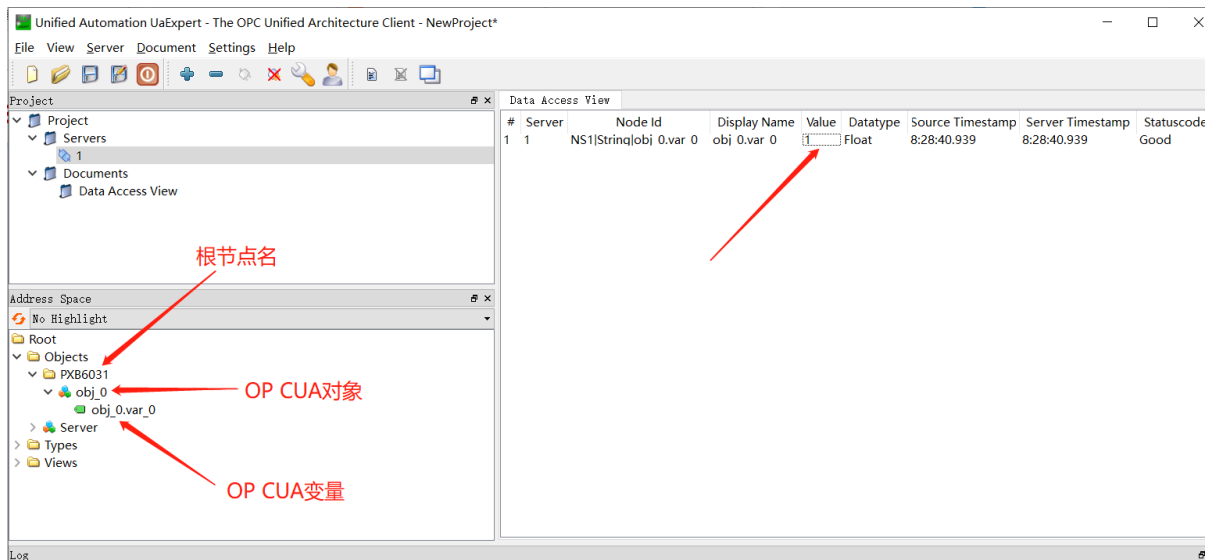 Unified Automation UaExpert - The OPC Unified Architecture Client - NewProject*
File View Server Document Settings Help
Project
Project
Servers
1
Documents
Data Access View
Data Access View
# Server Node Id Display Name Value Datatype Source Timestamp Server Timestamp Statuscode
1 1 NS1|String|obj_0.var_0 obj_0.var_0 1 Float 8:28:40.939 8:28:40.939 Good
根节点名
Address Space
No Highlight
Root
Objects
PXB6031
obj_0
OP CUA对象
obj_0.var_0
Server
Types
Views
OP CUA变量
Log